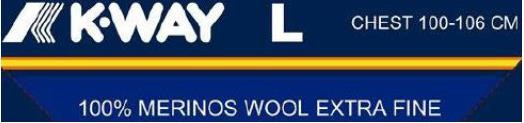 K·WAY L CHEST 100-106 CM
100% MERINOS WOOL EXTRA FINE